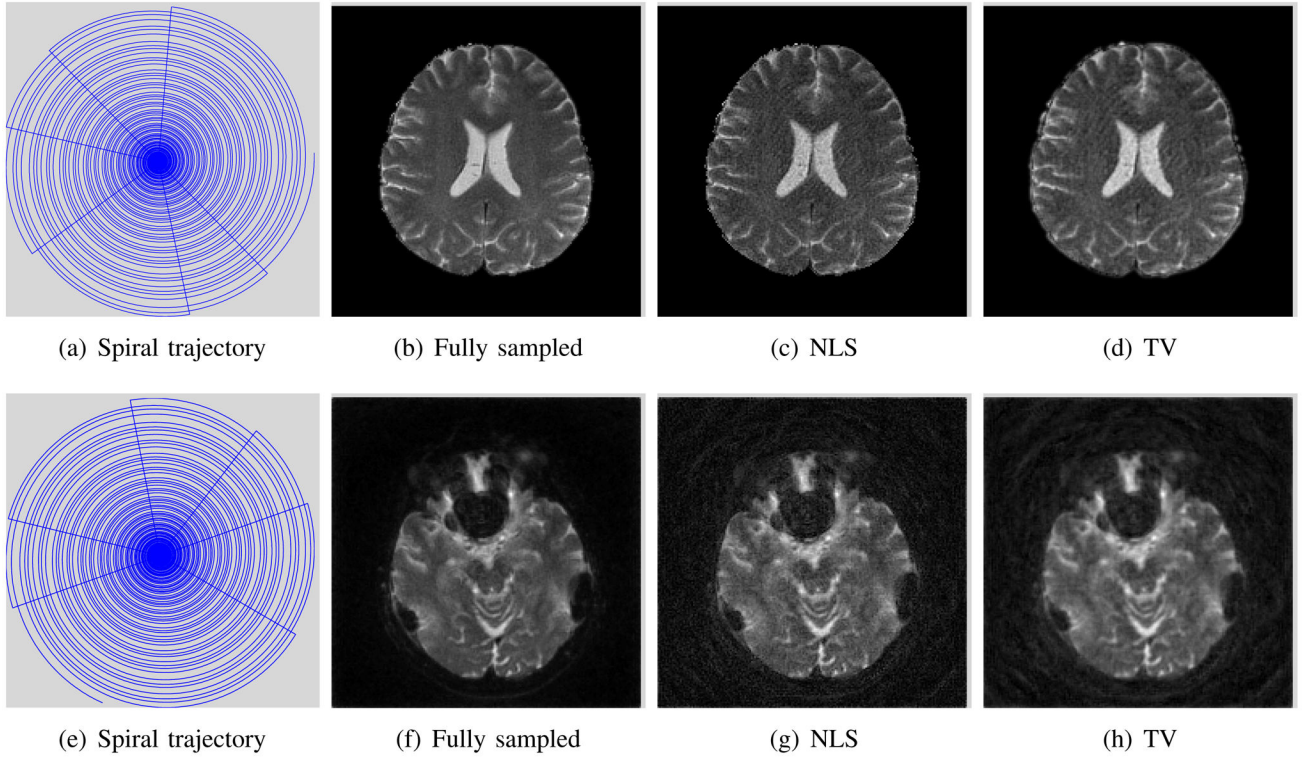 (a) Spiral trajectory
(b) Fully sampled
(c) NLS
(d) TV
(e) Spiral trajectory
(f) Fully sampled
(g) NLS
(h) TV